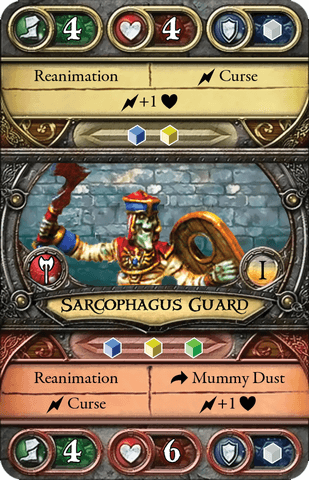 4 4
Reanimation Curse
+1
I
SARCOPHAGUS GUARD
Reanimation Mummy Dust
Curse +1
4 6